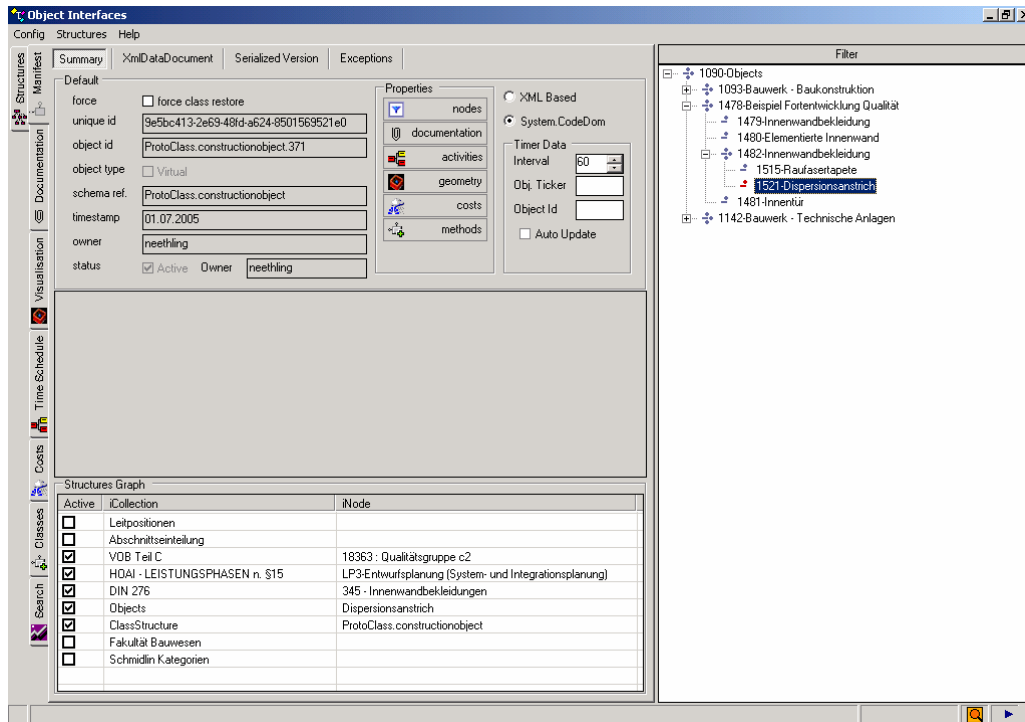 Object Interfaces
Config Structures Help
Structures
Manifest
Documentation
Visualisation
Time Schedule
Costs
Classes
Search
Summary XmlDataDocument Serialized Version Exceptions
Default
force force class restore
unique id 9e5bc413-2e69-48fd-a624-8501569521e0
object id ProtoClass.constructionobject.371
object type Virtual
schema ref. ProtoClass.constructionobject
timestamp 01.07.2005
owner neethling
status Active Owner neethling
Properties
nodes
documentation
activities
geometry
costs
methods
XML Based
System.CodeDom
Timer Data
Interval 60
Obj. Ticker
Object Id
Auto Update
Structures Graph
Active iCollection iNode
Leitpositionen
Abschnittseinteilung
VOB Teil C 18363 : Qualitätsgruppe c2
HOAI - LEISTUNGSPHASEN n. §15 LP3-Entwurfsplanung (System- und Integrationsplanung)
DIN 276 345 - Innenwandbekleidungen
Objects Dispersionsanstrich
ClassStructure ProtoClass.constructionobject
Fakultät Bauwesen
Schmidlin Kategorien
Filter
1090-Objects
1093-Bauwerk - Baukonstruktion
1478-Beispiel Fortentwicklung Qualität
1479-Innenwandbekleidung
1480-Elementierte Innenwand
1482-Innenwandbekleidung
1515-Raufasertapete
1521-Dispersionsanstrich
1481-Innentür
1142-Bauwerk - Technische Anlagen